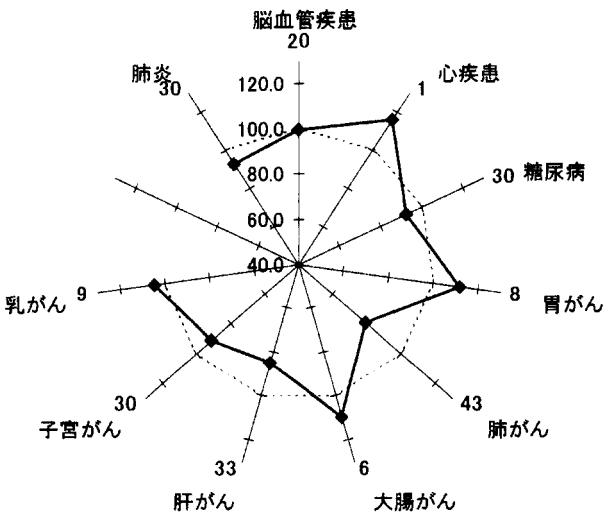 脳血管疾患
20
肺炎
30
心疾患
1
120.0
100.0
80.0
60.0
40.0
糖尿病
30
乳がん
9
胃がん
8
子宮がん
30
肺がん
43
肝がん
33
大腸がん
6